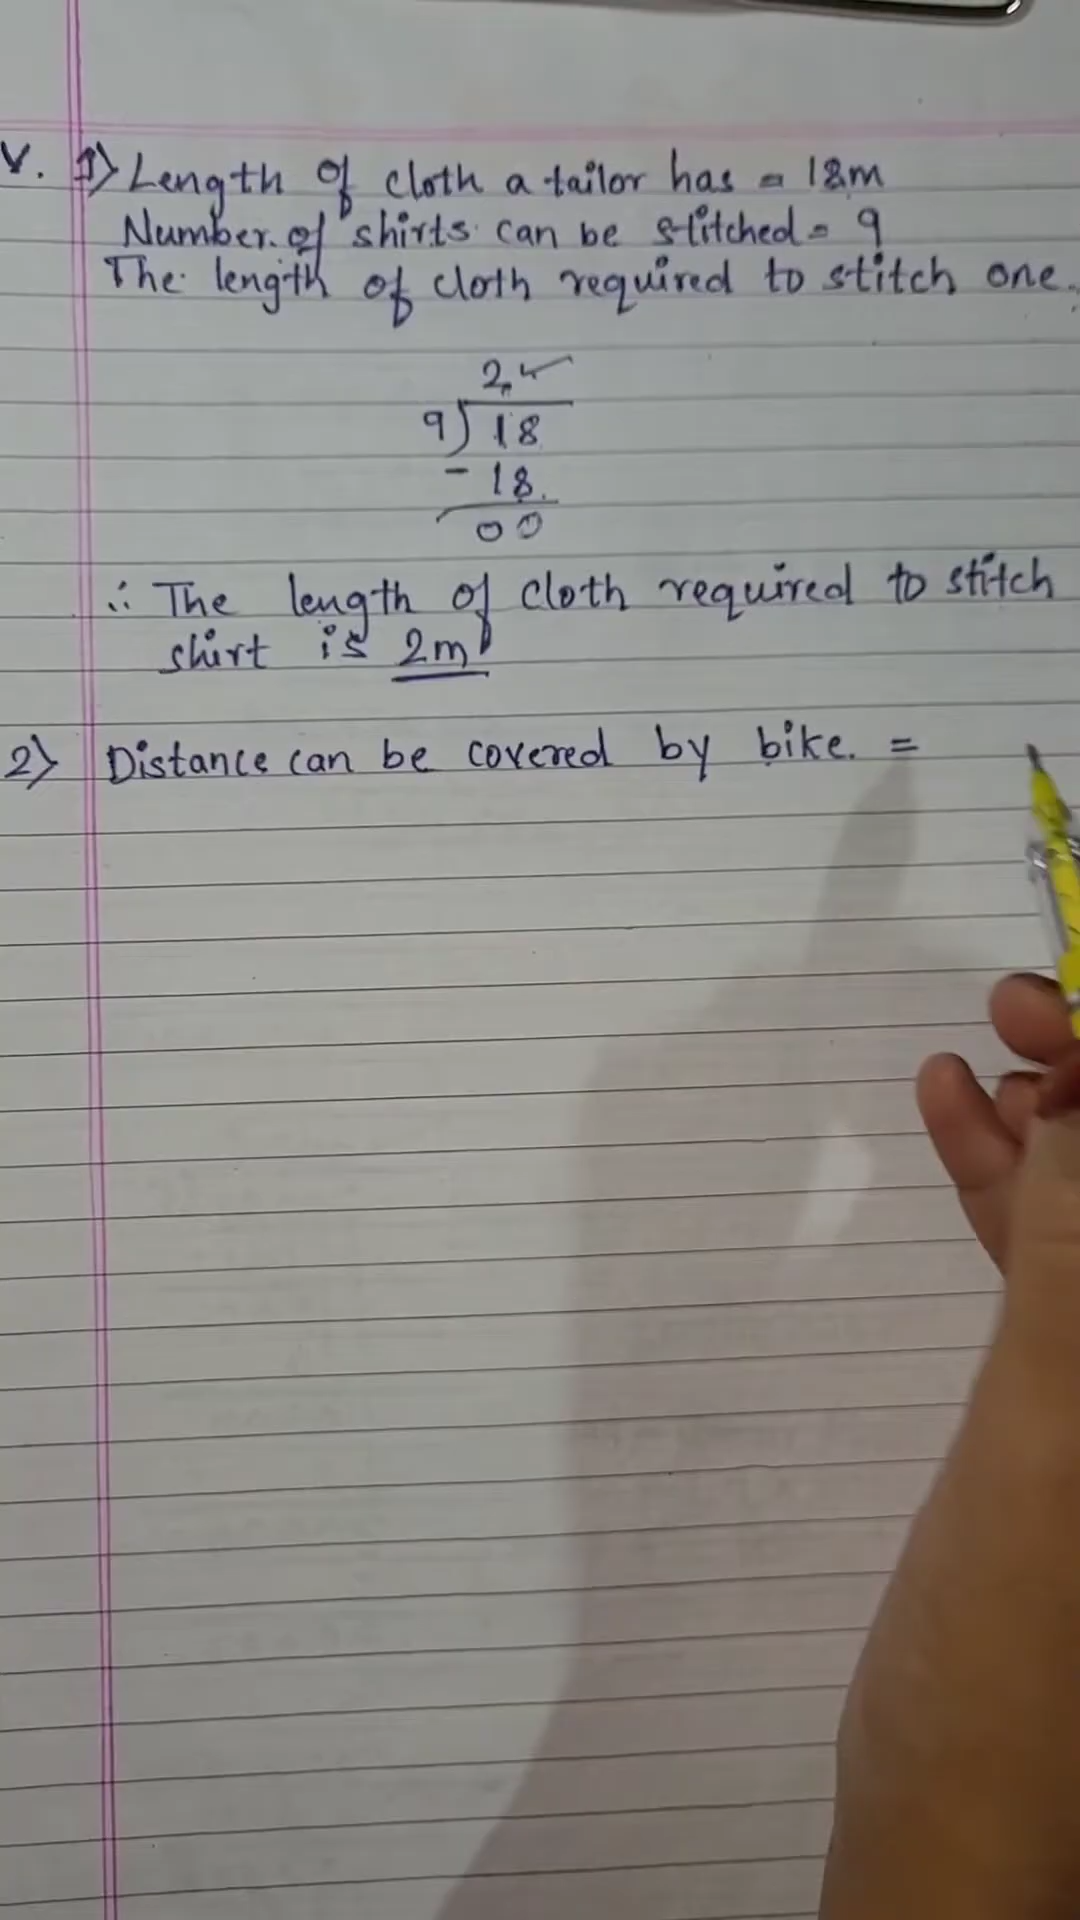 V. 1) Length of cloth a tailor has = 18m
Number of shirts can be stitched = 9
The length of cloth required to stitch one
2
9) 18
- 18
00
∴ The length of cloth required to stitch
shirt is 2m
2) Distance can be covered by bike. =